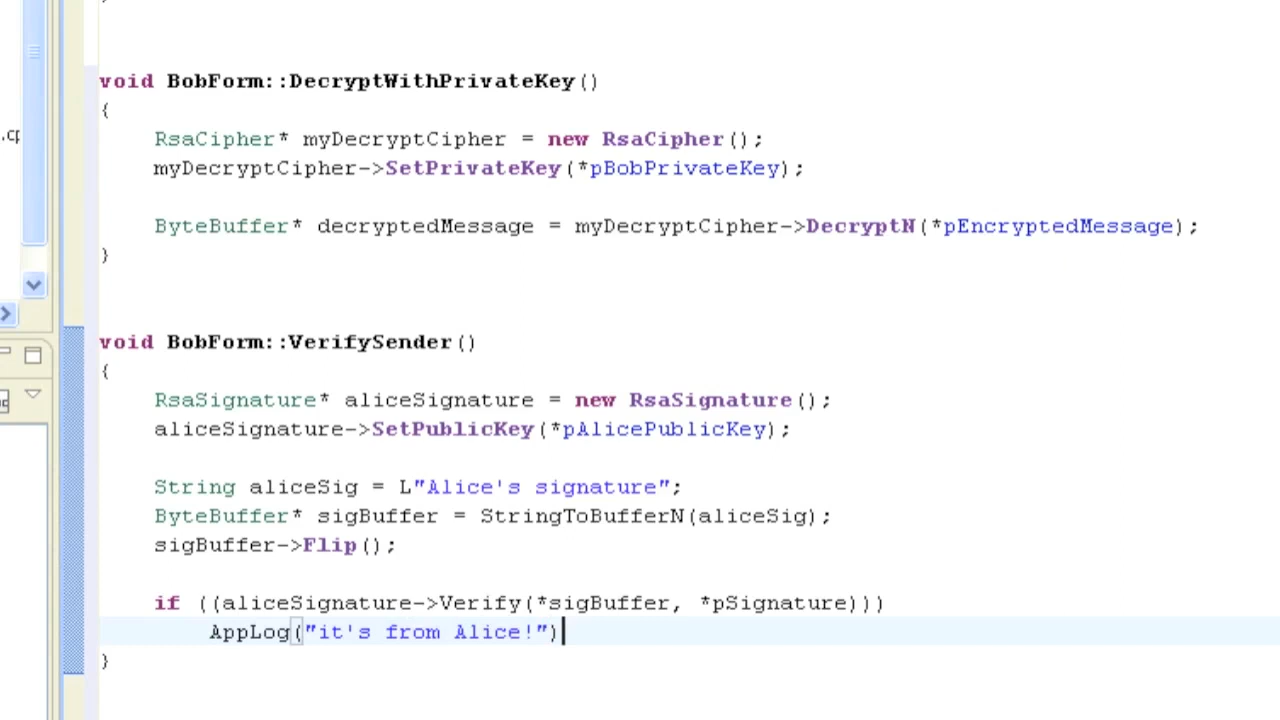 void BobForm::DecryptWithPrivateKey()
{
RsaCipher* myDecryptCipher = new RsaCipher();
.cp
myDecryptCipher->SetPrivateKey(*pBobPrivateKey);
ByteBuffer* decryptedMessage = myDecryptCipher->DecryptN(*pEncryptedMessage);
}
void BobForm::VerifySender()
{
RsaSignature* aliceSignature = new RsaSignature();
aliceSignature->SetPublicKey(*pAlicePublicKey);
String aliceSig = L"Alice's signature";
ByteBuffer* sigBuffer = StringToBufferN(aliceSig);
sigBuffer->Flip();
if ((aliceSignature->Verify(*sigBuffer, *pSignature)))
AppLog("it's from Alice!")
}